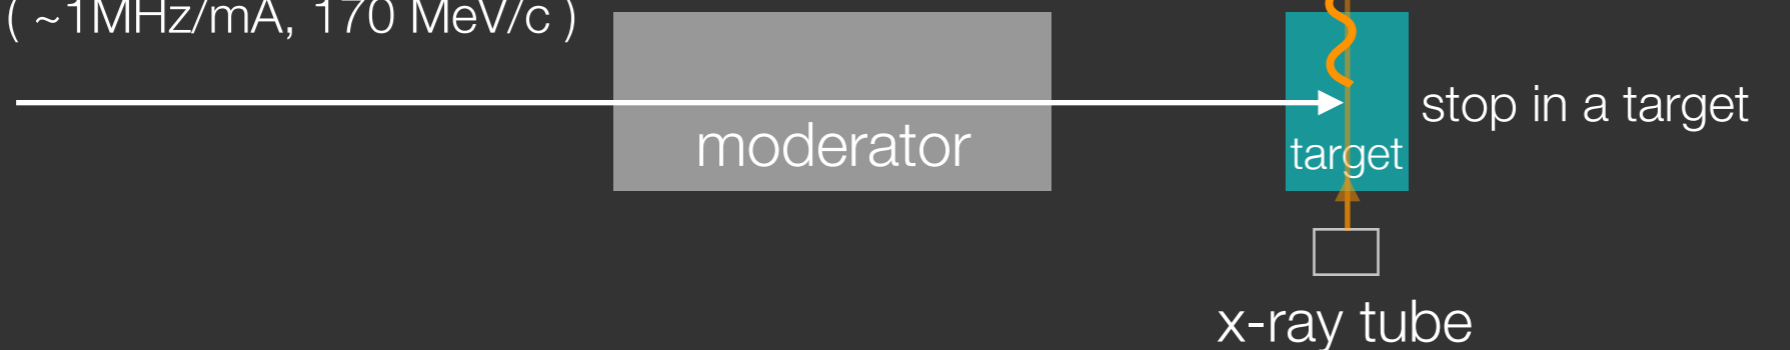 ( ~1MHz/mA, 170 MeV/c )
moderator
stop in a target
target
x-ray tube